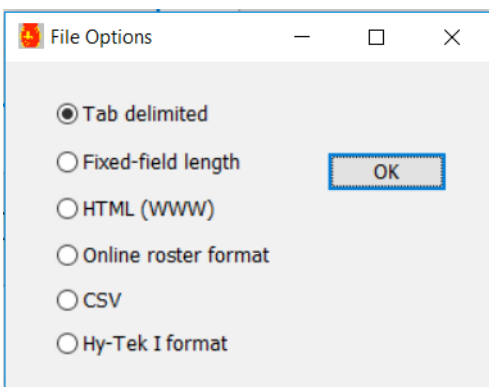 File Options
Tab delimited
Fixed-field length
OK
HTML (WWW)
Online roster format
CSV
Hy-Tek I format